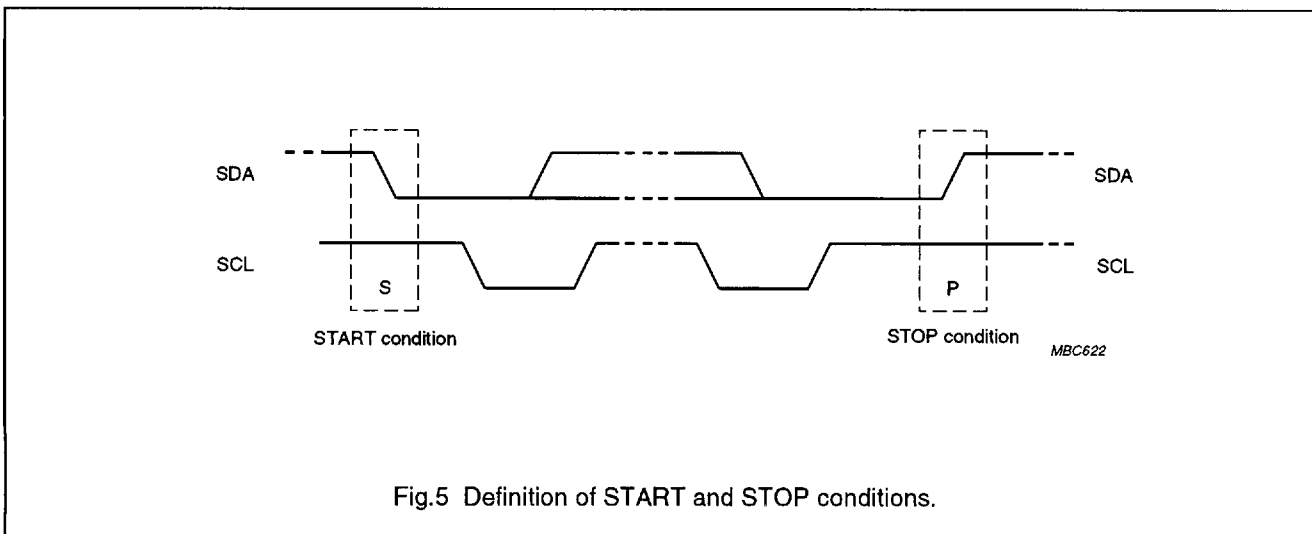 SDA
SDA
SCL
SCL
S
P
START condition
STOP condition
MBC622
Fig.5 Definition of START and STOP conditions.